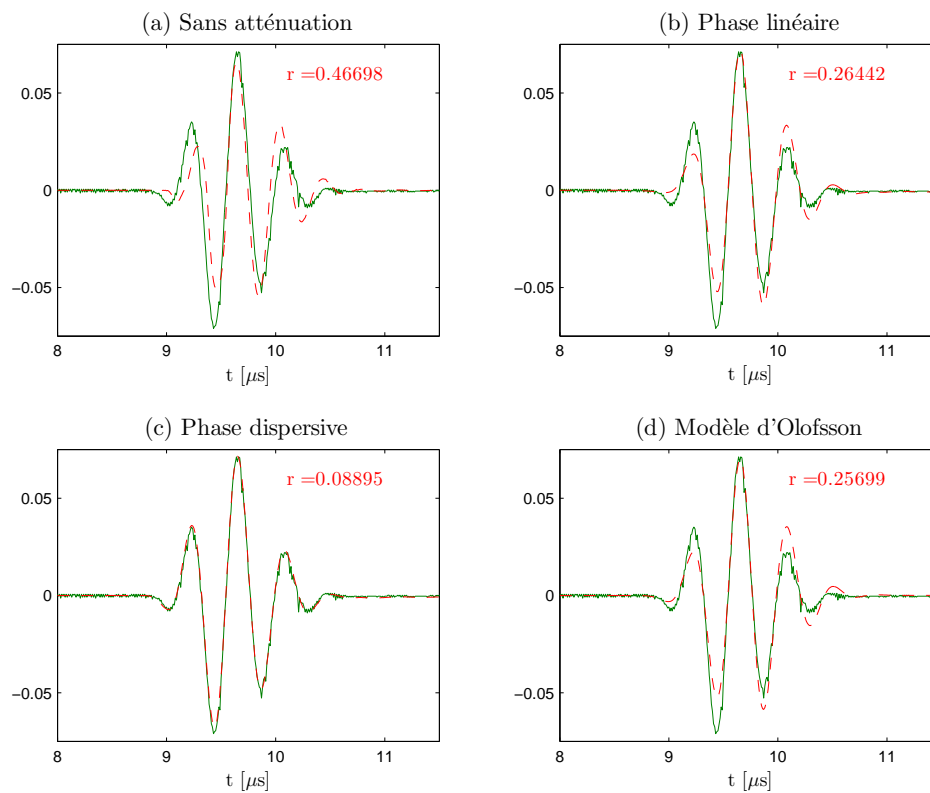 (a) Sans atténuation
r =0.46698
0.05
0
−0.05
8 9 10 11
t [μs]
(b) Phase linéaire
r =0.26442
0.05
0
−0.05
8 9 10 11
t [μs]
(c) Phase dispersive
r =0.08895
0.05
0
−0.05
8 9 10 11
t [μs]
(d) Modèle d'Olofsson
r =0.25699
0.05
0
−0.05
8 9 10 11
t [μs]